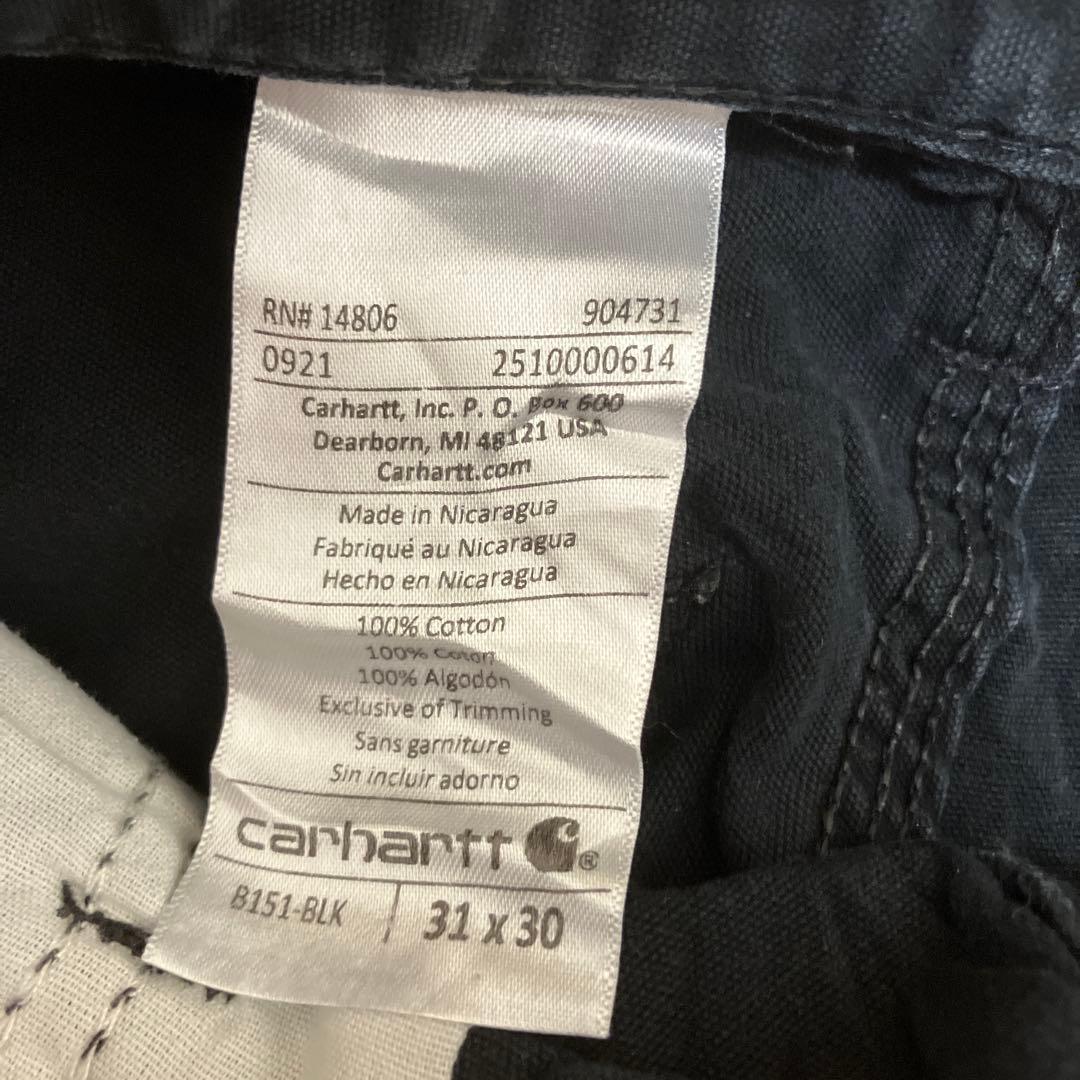 RN# 14806 904731
0921 2510000614
Carhartt, Inc. P. O. Box 600
Dearborn, MI 48121 USA
Carhartt.com
Made in Nicaragua
Fabriqué au Nicaragua
Hecho en Nicaragua
100% Cotton
100% Coton
100% Algodón
Exclusive of Trimming
Sans garniture
Sin incluir adorno
carhartt ®
B151-BLK 31 x 30